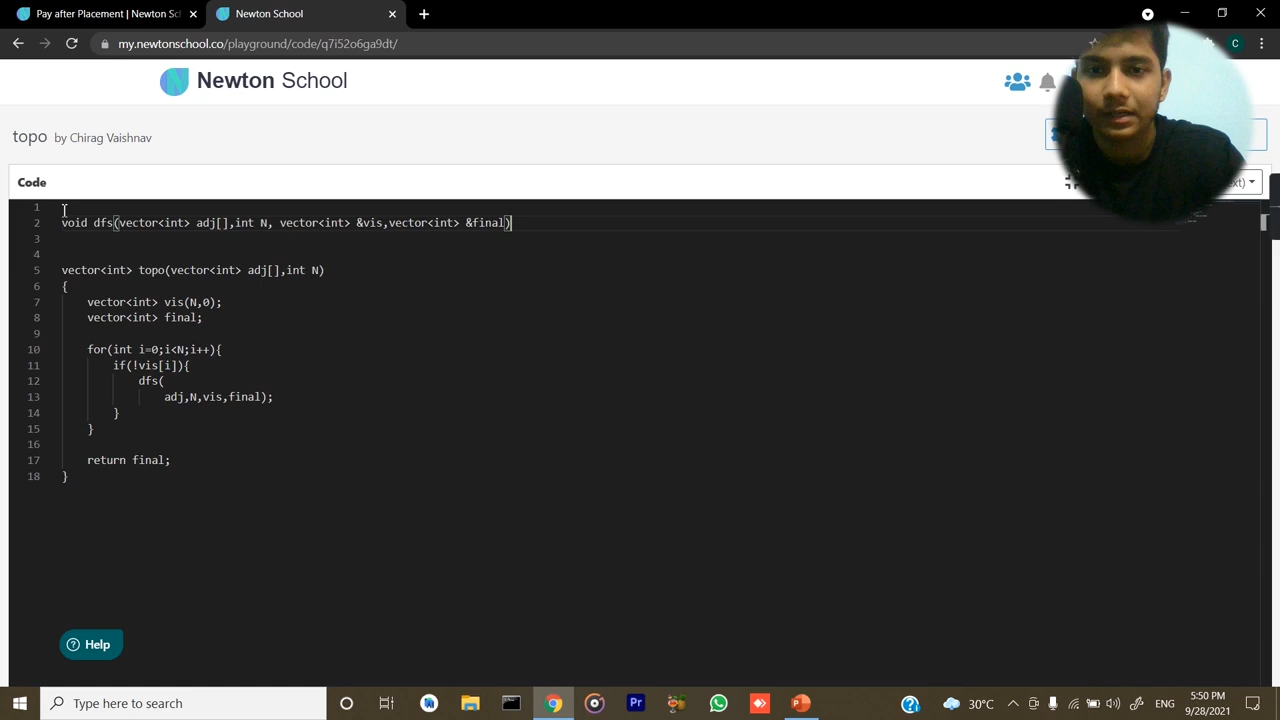 Pay after Placement | Newton Sc
Newton School
my.newtonschool.co/playground/code/q7i52o6ga9dt/
C
Newton School
topo by Chirag Vaishnav
Code
1
2 void dfs(vector<int> adj[],int N, vector<int> &vis,vector<int> &final)
3
4
5 vector<int> topo(vector<int> adj[],int N)
6 {
7 vector<int> vis(N,0);
8 vector<int> final;
9
10 for(int i=0;i<N;i++){
11 if(!vis[i]){
12 dfs(
13 adj,N,vis,final);
14 }
15 }
16
17 return final;
18 }
Help
Type here to search
Pr
30°C
ENG
5:50 PM
9/28/2021